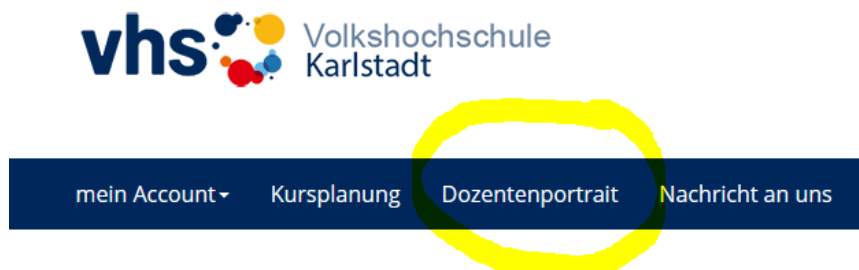 vhs Volkshochschule
Karlstadt
mein Account Kursplanung Dozentenportrait Nachricht an uns